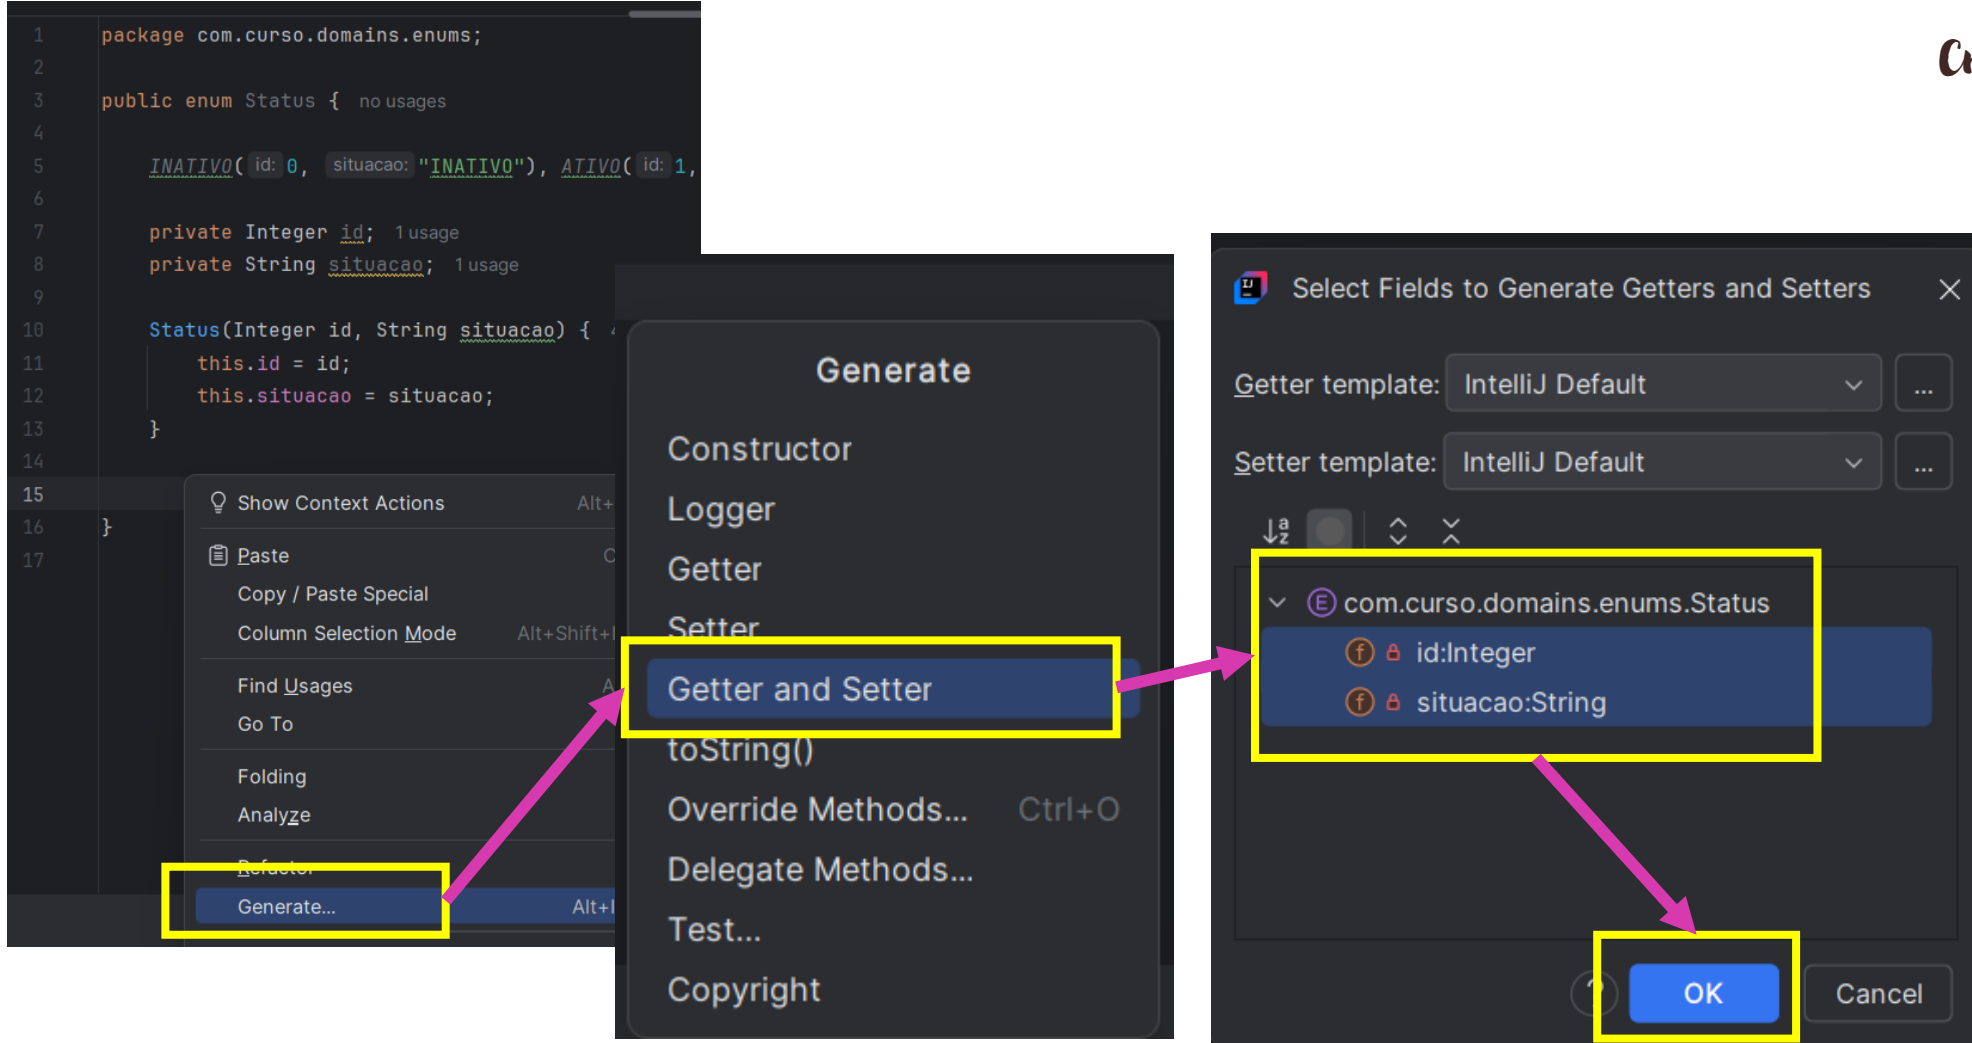 1 package com.curso.domains.enums;
2
3 public enum Status { no usages
4
5 INATIVO( id: 0, situacao: "INATIVO"), ATIVO( id: 1,
6
7 private Integer id; 1 usage
8 private String situacao; 1 usage
9
10 Status(Integer id, String situacao) {
11 this.id = id;
12 this.situacao = situacao;
13 }
14
15
16 }
17
Show Context Actions Alt+
Paste
Copy / Paste Special
Column Selection Mode Alt+Shift+
Find Usages
Go To
Folding
Analyze
Refactor
Generate... Alt+
Generate
Constructor
Logger
Getter
Setter
Getter and Setter
toString()
Override Methods... Ctrl+O
Delegate Methods...
Test...
Copyright
Select Fields to Generate Getters and Setters
Getter template: IntelliJ Default ...
Setter template: IntelliJ Default ...
com.curso.domains.enums.Status
id:Integer
situacao:String
? OK Cancel